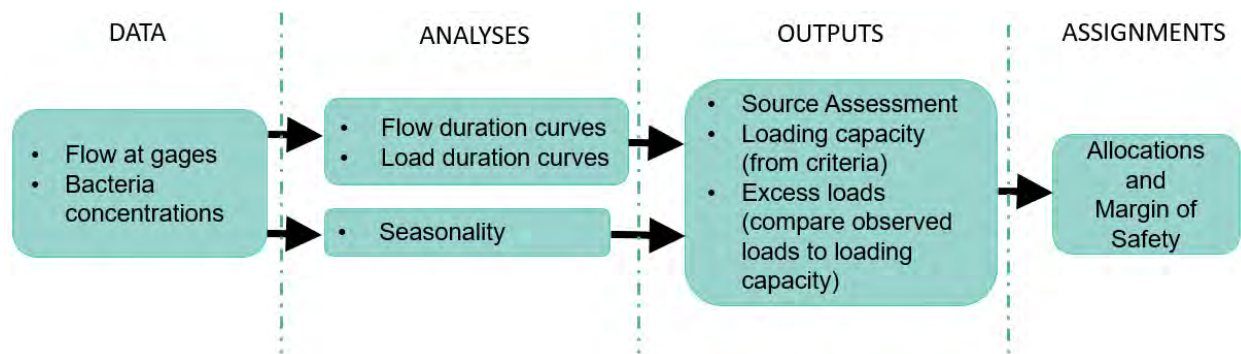 DATA
ANALYSES
OUTPUTS
ASSIGNMENTS
• Flow at gages
• Bacteria
concentrations
• Flow duration curves
• Load duration curves
• Seasonality
• Source Assessment
• Loading capacity
(from criteria)
• Excess loads
(compare observed
loads to loading
capacity)
Allocations
and
Margin of
Safety